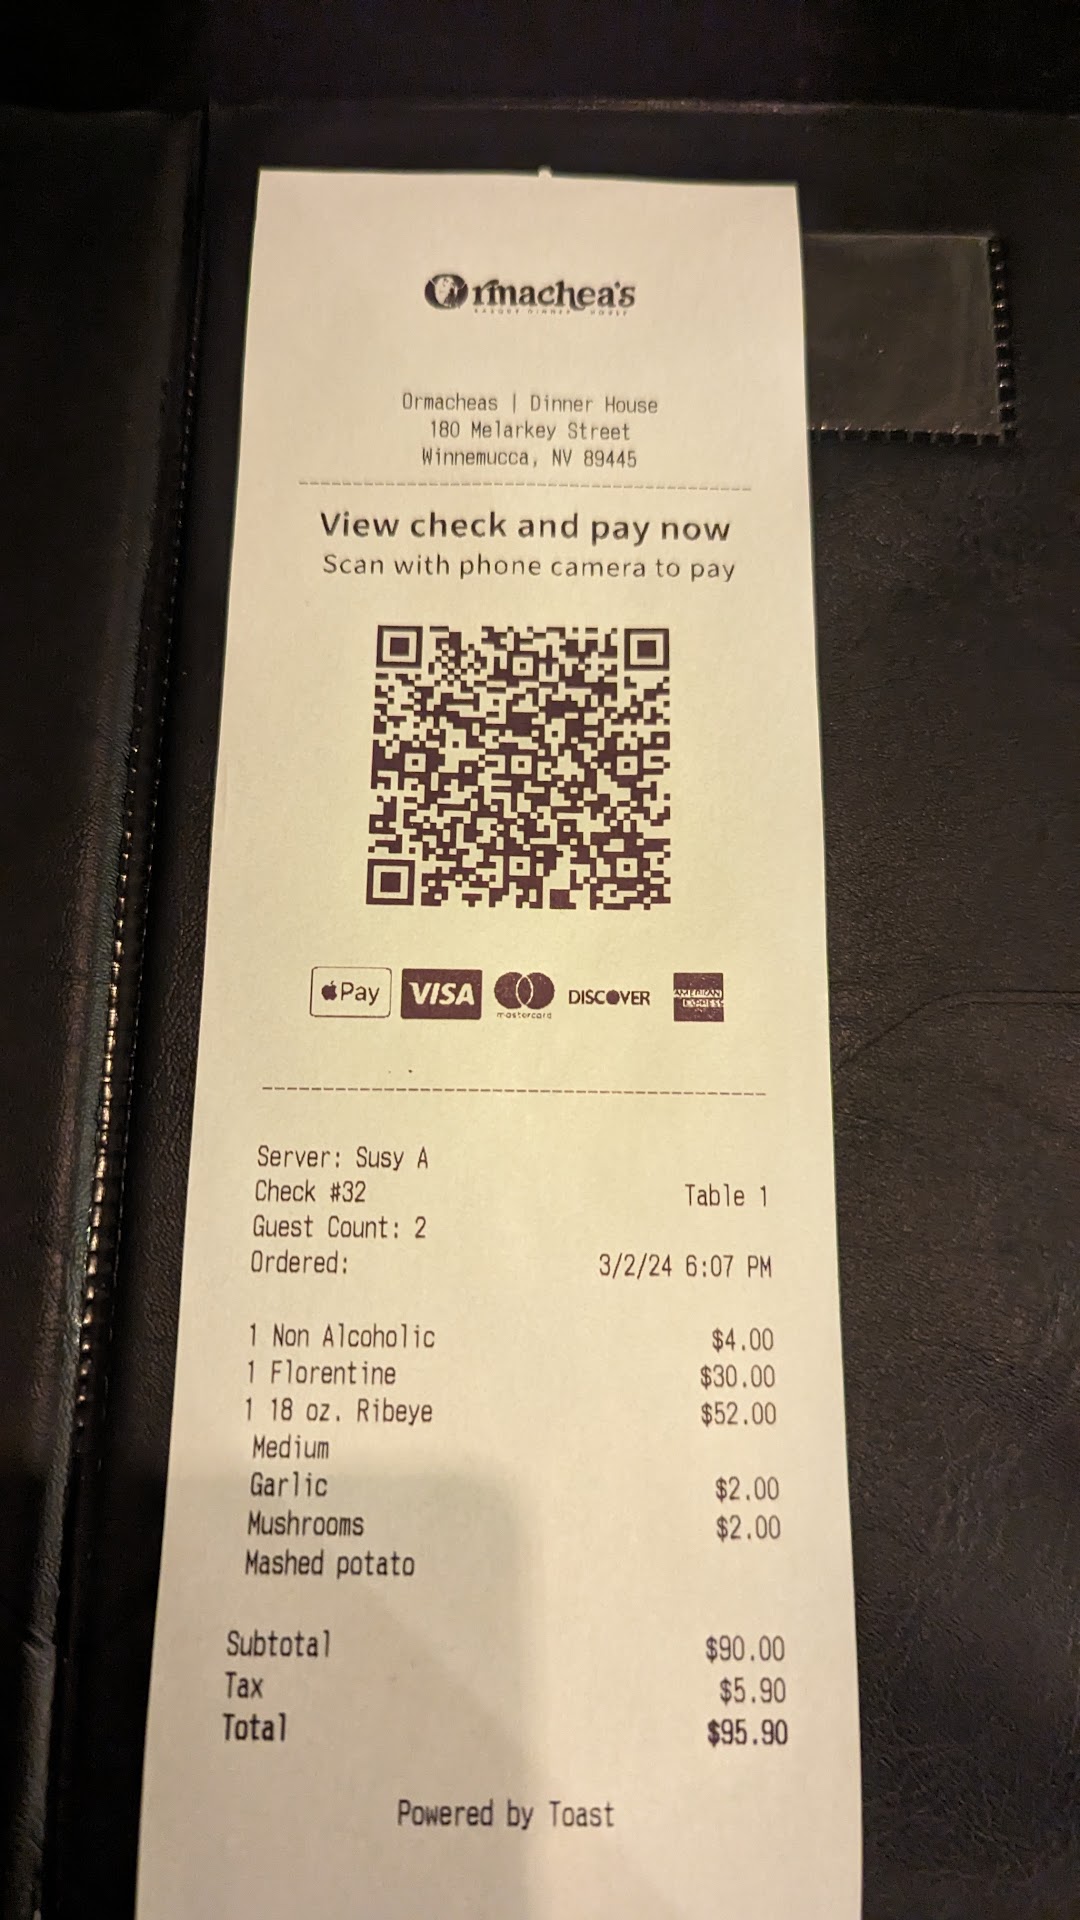 Ormachea's
BASQUE DINNER HOUSE
Ormacheas | Dinner House
180 Melarkey Street
Winnemucca, NV 89445
View check and pay now
Scan with phone camera to pay
Pay VISA mastercard DISCOVER AMERICAN EXPRESS
Server: Susy A
Check #32 Table 1
Guest Count: 2
Ordered: 3/2/24 6:07 PM
1 Non Alcoholic $4.00
1 Florentine $30.00
1 18 oz. Ribeye $52.00
Medium
Garlic $2.00
Mushrooms $2.00
Mashed potato
Subtotal $90.00
Tax $5.90
Total $95.90
Powered by Toast